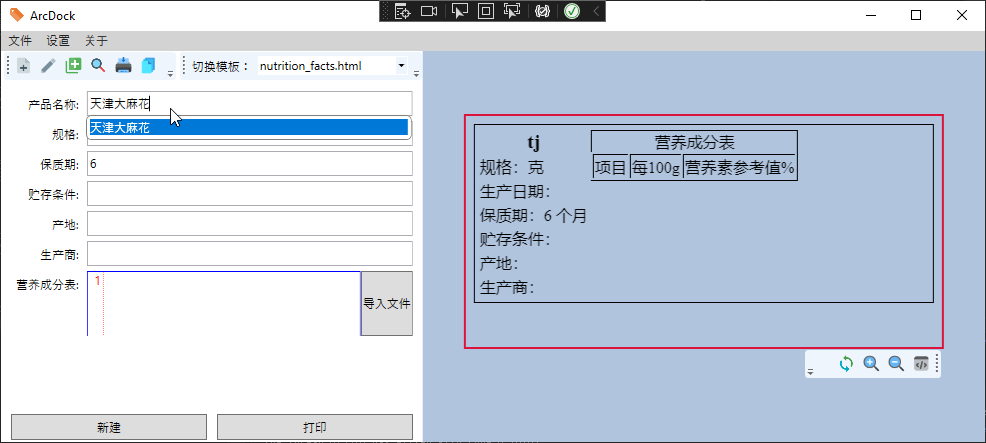 ArcDock
文件 设置 关于
切换模板： nutrition_facts.html
产品名称: 天津大麻花
天津大麻花
规格:
保质期: 6
贮存条件:
产地:
生产商:
营养成分表: 1
导入文件
新建 打印
tj 营养成分表
规格：克 项目 每100g 营养素参考值%
生产日期：
保质期：6 个月
贮存条件：
产地：
生产商：